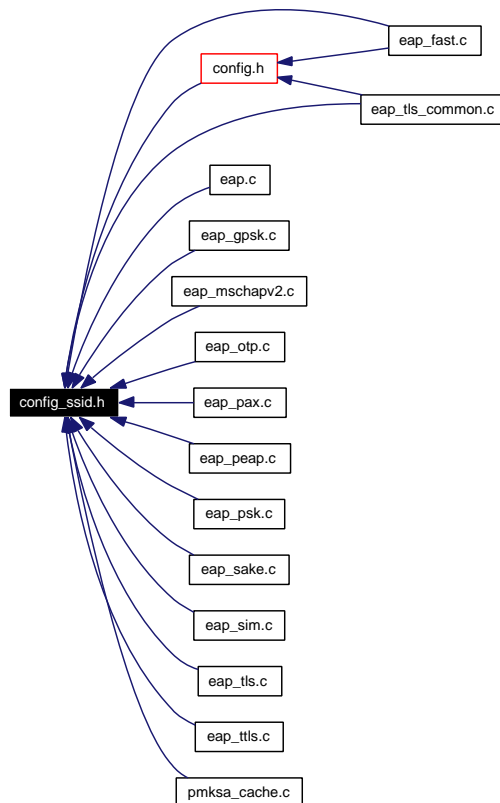 eap_fast.c
config.h
eap_tls_common.c
eap.c
eap_gpsk.c
eap_mschapv2.c
eap_otp.c
config_ssid.h
eap_pax.c
eap_peap.c
eap_psk.c
eap_sake.c
eap_sim.c
eap_tls.c
eap_ttls.c
pmksa_cache.c